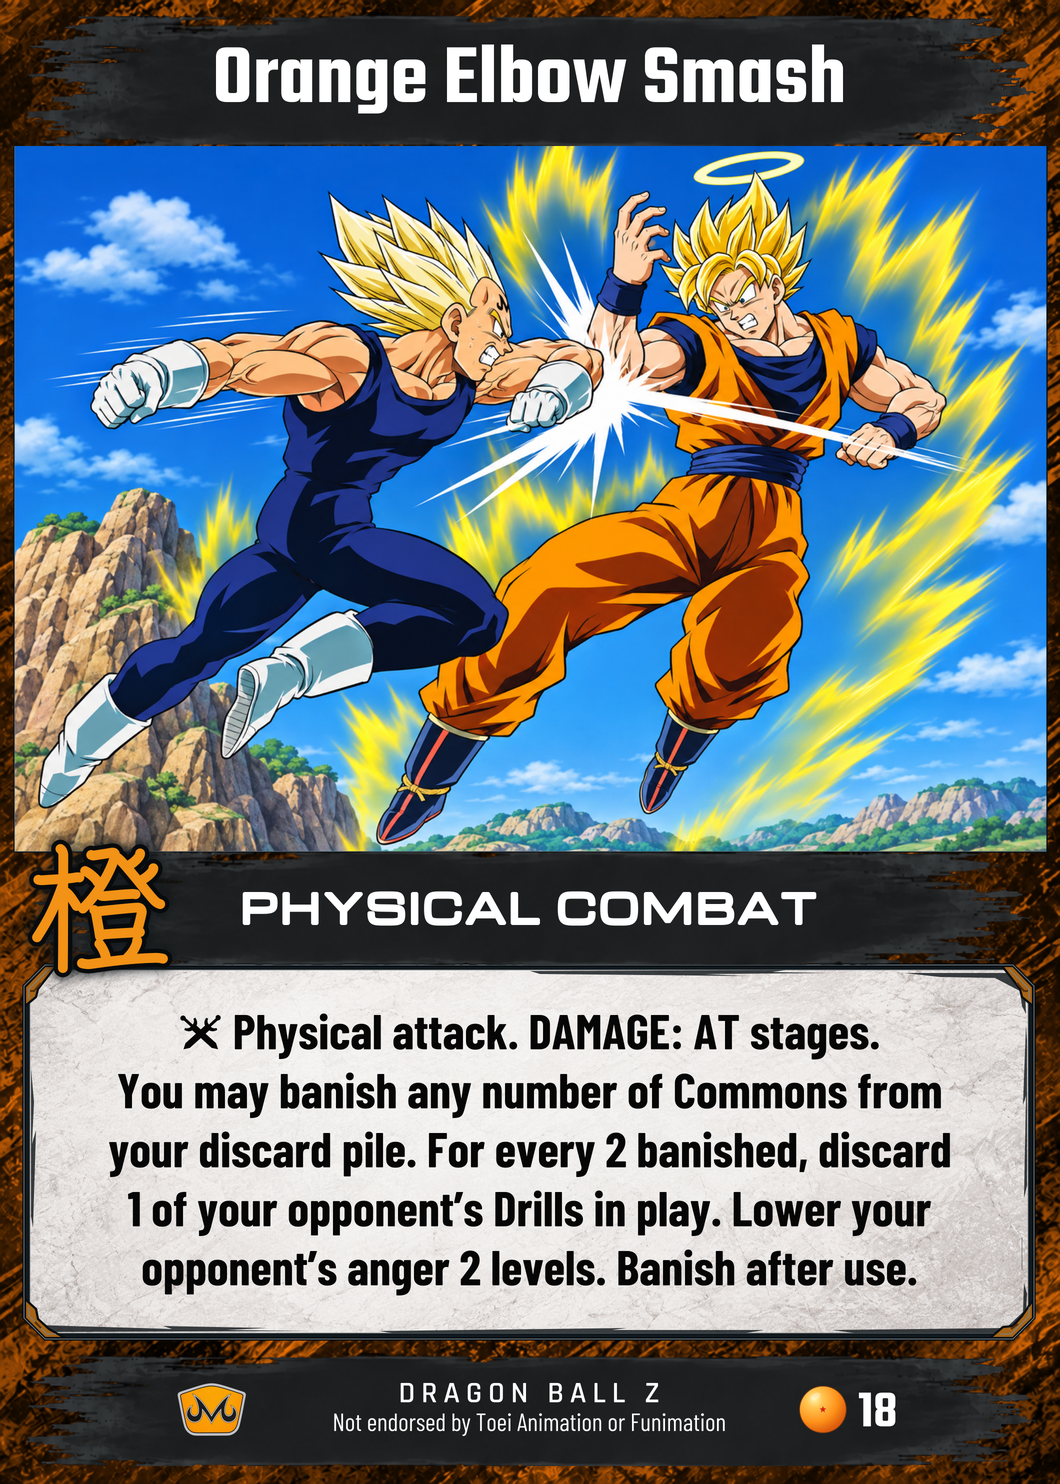 Orange Elbow Smash
橙
PHYSICAL COMBAT
Physical attack. DAMAGE: AT stages.
You may banish any number of Commons from
your discard pile. For every 2 banished, discard
1 of your opponent’s Drills in play. Lower your
opponent’s anger 2 levels. Banish after use.
DRAGON BALL Z
Not endorsed by Toei Animation or Funimation
18